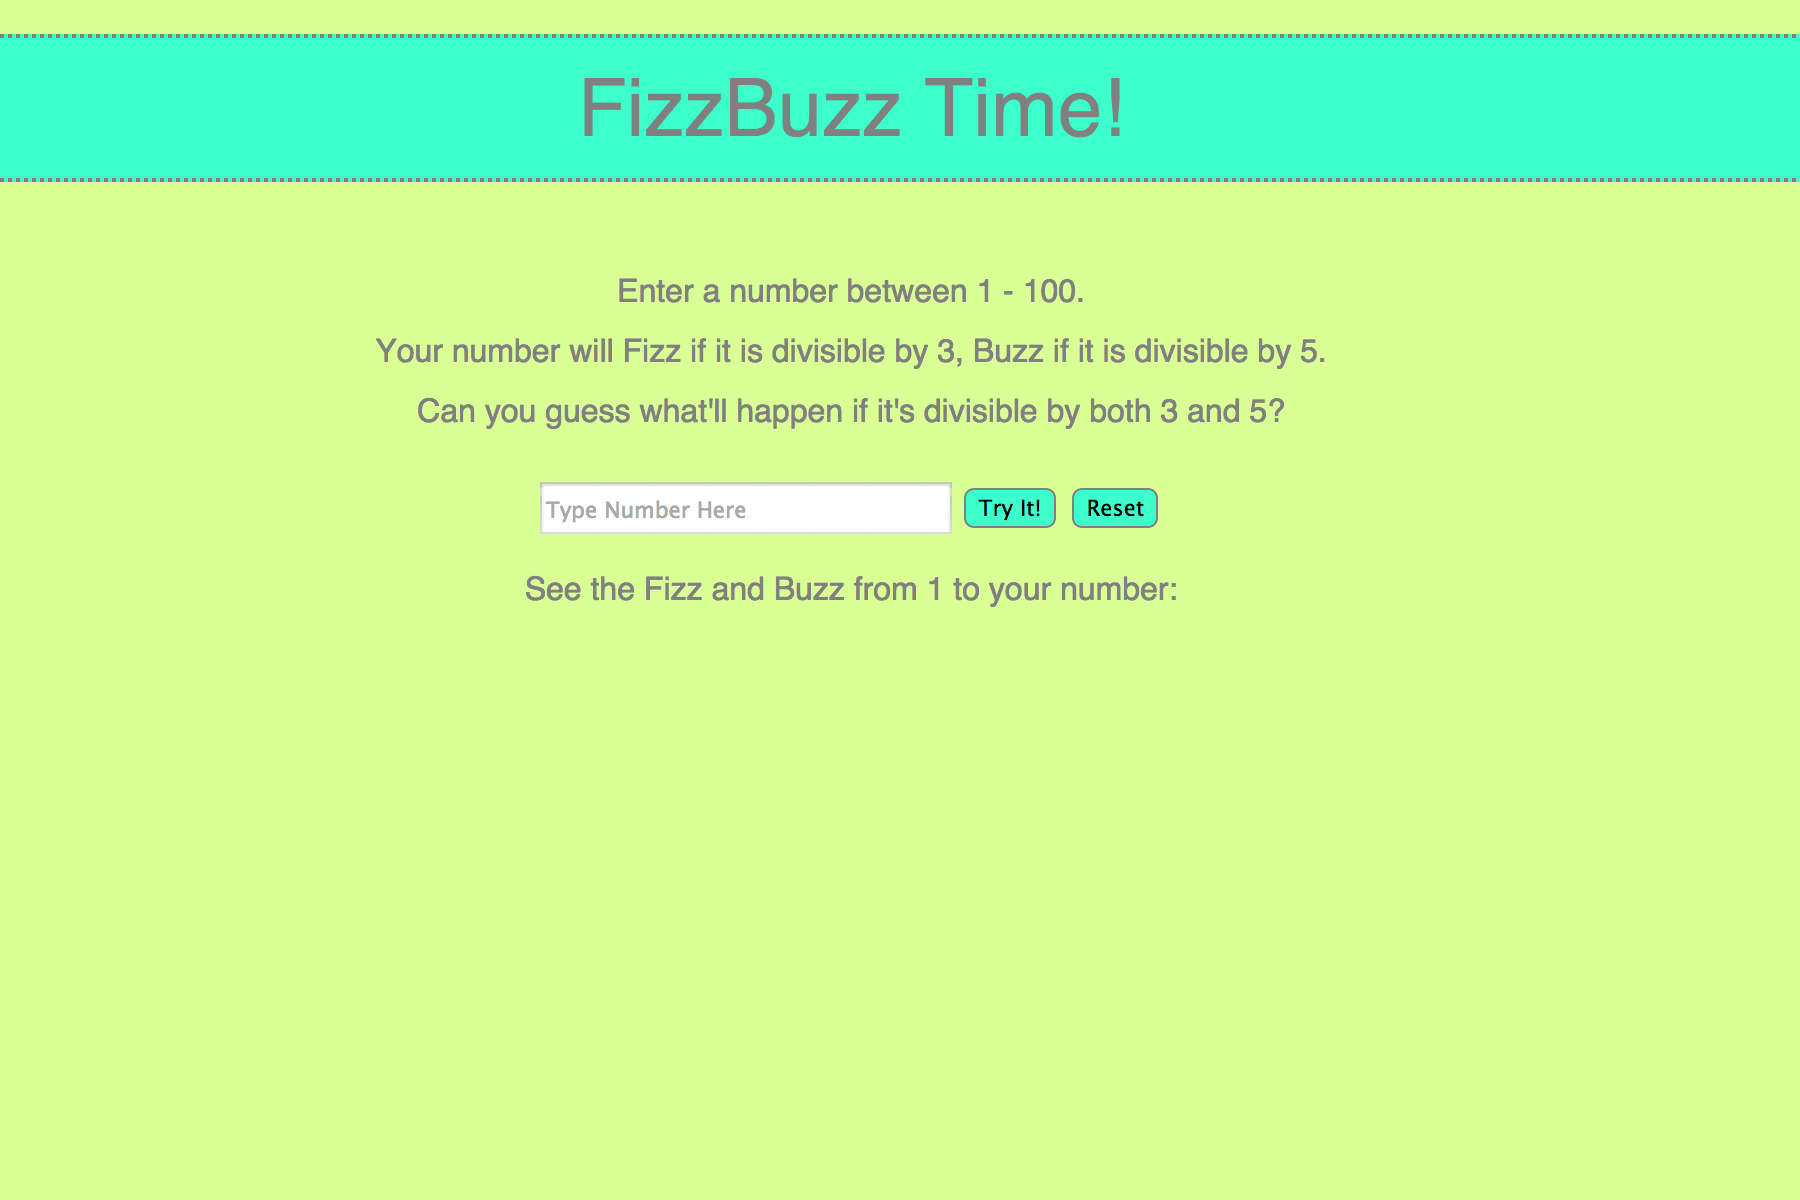 FizzBuzz Time!
Enter a number between 1 - 100.
Your number will Fizz if it is divisible by 3, Buzz if it is divisible by 5.
Can you guess what'll happen if it's divisible by both 3 and 5?
Type Number Here Try It! Reset
See the Fizz and Buzz from 1 to your number: